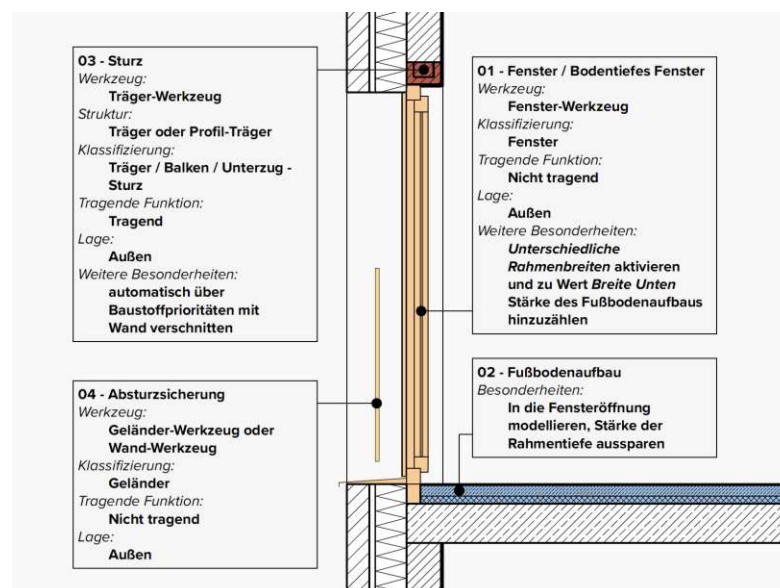 03 - Sturz
Werkzeug:
Träger-Werkzeug
Struktur:
Träger oder Profil-Träger
Klassifizierung:
Träger / Balken / Unterzug -
Sturz
Tragende Funktion:
Tragend
Lage:
Außen
Weitere Besonderheiten:
automatisch über
Baustoffprioritäten mit
Wand verschnitten
04 - Absturzsicherung
Werkzeug:
Geländer-Werkzeug oder
Wand-Werkzeug
Klassifizierung:
Geländer
Tragende Funktion:
Nicht tragend
Lage:
Außen
01 - Fenster / Bodentiefes Fenster
Werkzeug:
Fenster-Werkzeug
Klassifizierung:
Fenster
Tragende Funktion:
Nicht tragend
Lage:
Außen
Weitere Besonderheiten:
Unterschiedliche
Rahmenbreiten aktivieren
und zu Wert Breite Unten
Stärke des Fußbodenaufbaus
hinzuzählen
02 - Fußbodenaufbau
Besonderheiten:
In die Fensteröffnung
modellieren, Stärke der
Rahmentiefe aussparen